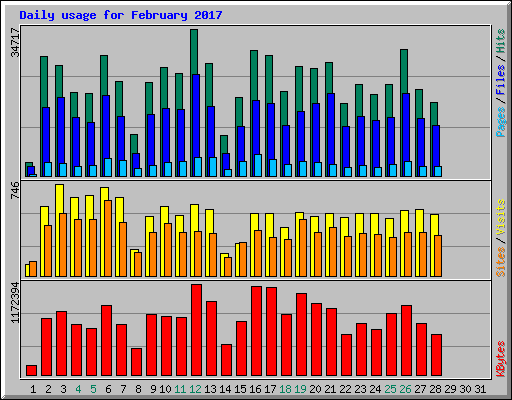 Daily usage for February 2017
34717
Pages / Files / Hits
746
Sites / Visits
1172394
KBytes
1 2 3 4 5 6 7 8 9 10 11 12 13 14 15 16 17 18 19 20 21 22 23 24 25 26 27 28 29 30 31